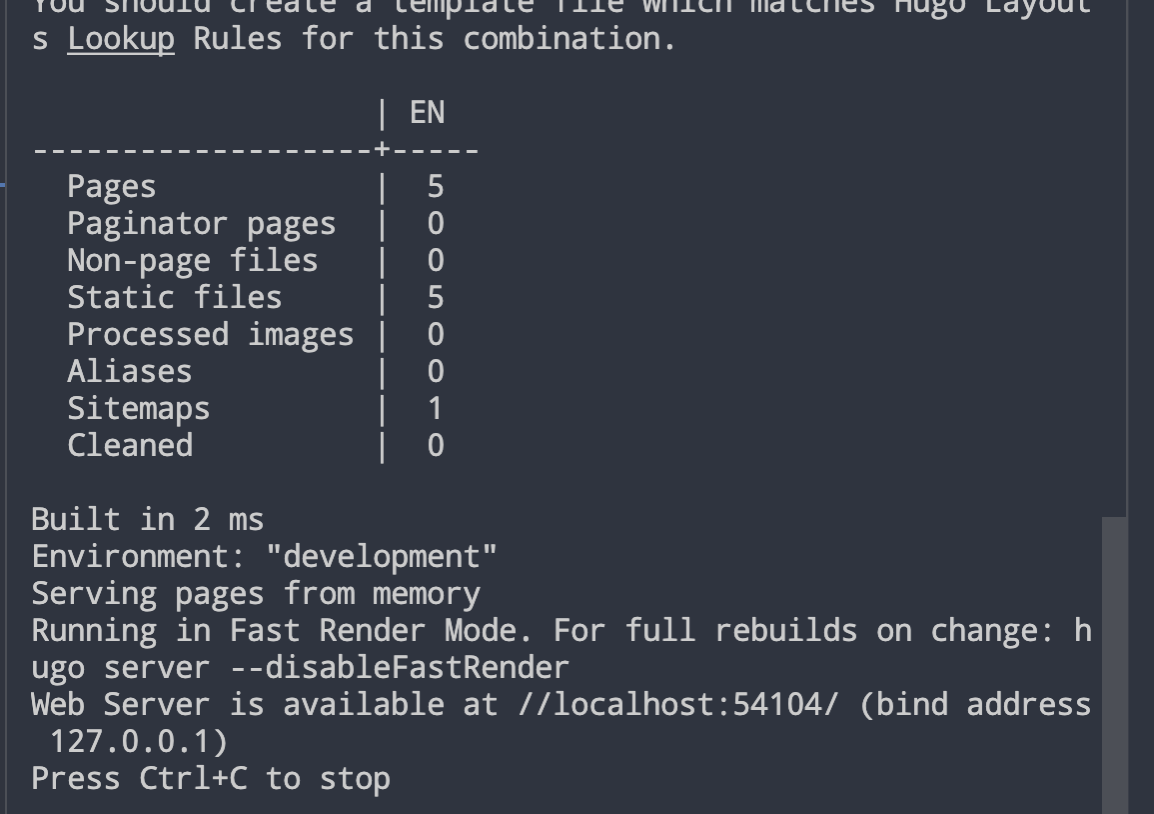 You should create a template file which matches Hugo Layout
s Lookup Rules for this combination.
| EN
-------------------+-----
Pages | 5
Paginator pages | 0
Non-page files | 0
Static files | 5
Processed images | 0
Aliases | 0
Sitemaps | 1
Cleaned | 0
Built in 2 ms
Environment: "development"
Serving pages from memory
Running in Fast Render Mode. For full rebuilds on change: h
ugo server --disableFastRender
Web Server is available at //localhost:54104/ (bind address
127.0.0.1)
Press Ctrl+C to stop